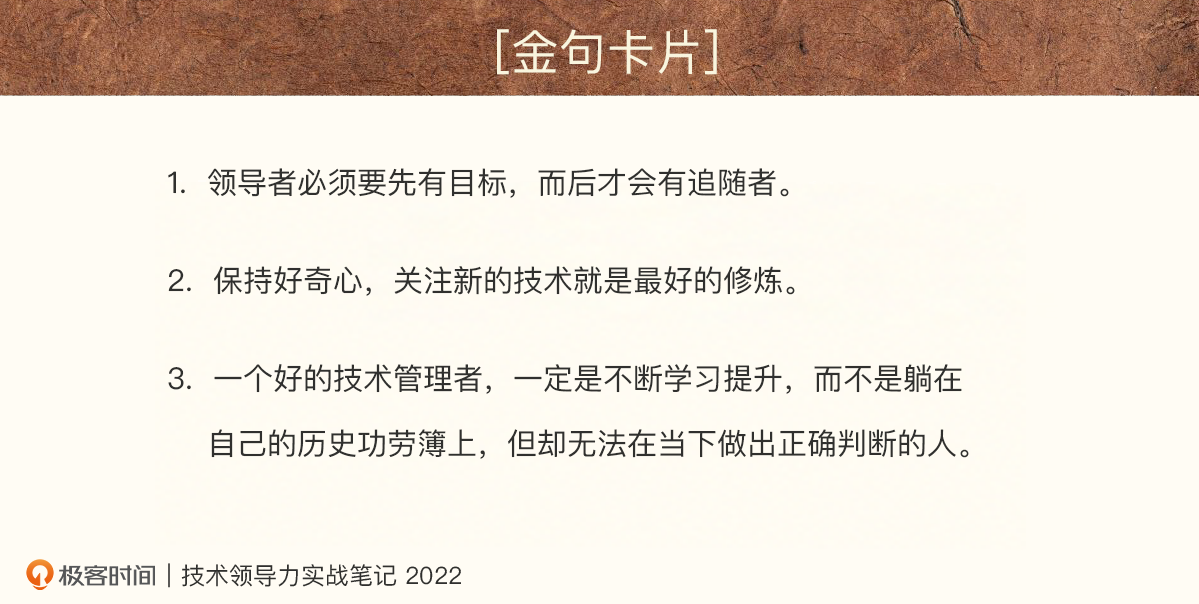 [金句卡片]
1. 领导者必须要先有目标，而后才会有追随者。
2. 保持好奇心，关注新的技术就是最好的修炼。
3. 一个好的技术管理者，一定是不断学习提升，而不是躺在
自己的历史功劳簿上，但却无法在当下做出正确判断的人。
极客时间 | 技术领导力实战笔记 2022